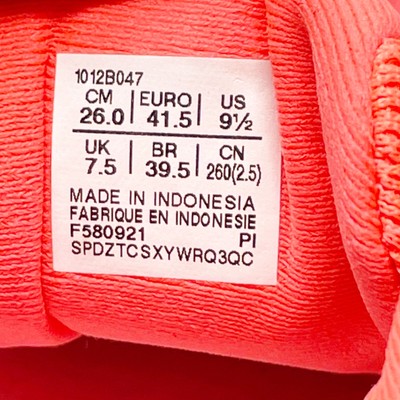 1012B047
CM EURO US
26.0 41.5 9½
UK BR CN
7.5 39.5 260(2.5)
MADE IN INDONESIA
FABRIQUE EN INDONESIE
F580921 PI
SPDZTCSXYWRQ3QC